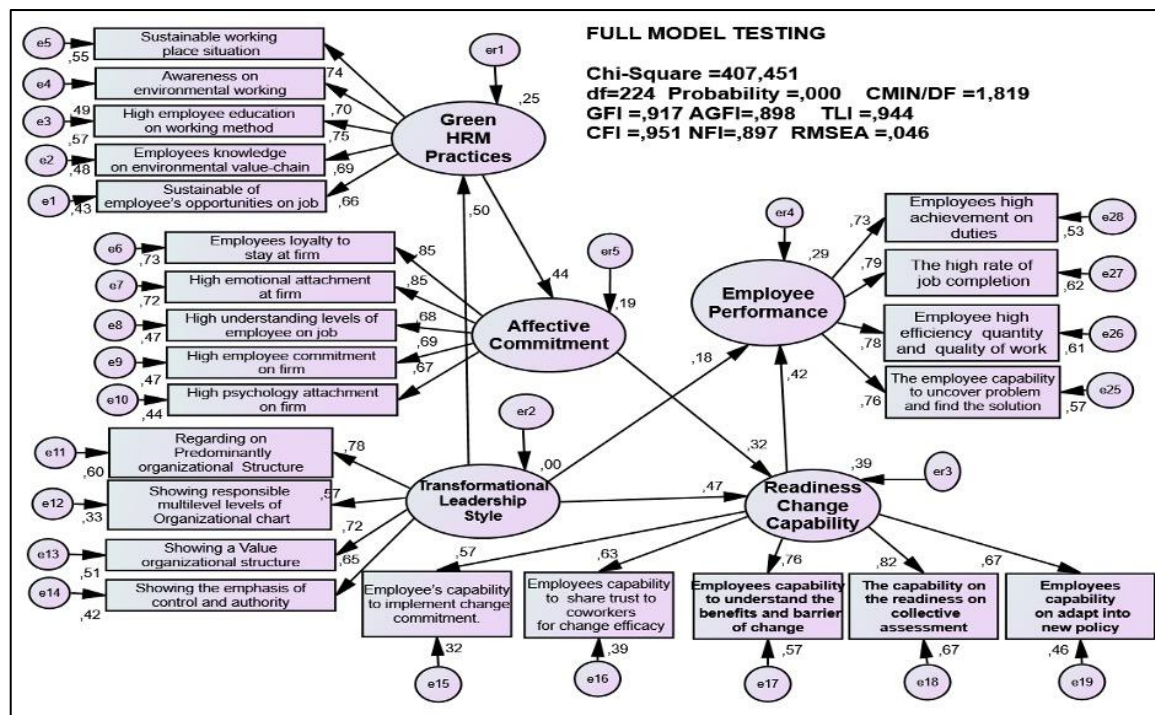 FULL MODEL TESTING
Chi-Square =407,451
df=224 Probability =,000 CMIN/DF =1,819
GFI =,917 AGFI=,898 TLI =,944
CFI =,951 NFI=,897 RMSEA =,046
e5
,55
Sustainable working
place situation
,74
e4
,49
Awareness on
environmental working
,70
e3
,57
High employee education
on working method
,75
e2
,48
Employees knowledge
on environmental value-chain
,69
e1
,43
Sustainable of
employee's opportunities on job
,66
er1
,25
Green
HRM
Practices
,50
,44
e6
,73
Employees loyalty to
stay at firm
,85
e7
,72
High emotional attachment
at firm
,85
e8
,47
High understanding levels of
employee on job
,68
e9
,47
High employee commitment
on firm
,69
e10
,44
High psychology attachment
on firm
,67
er5
,19
Affective
Commitment
er4
,29
Employee
Performance
,18
,42
,73
Employees high
achievement on
duties
e28
,53
,79
The high rate of
job completion
e27
,62
,78
Employee high
efficiency quantity
and quality of work
e26
,61
,76
The employee capability
to uncover problem
and find the solution
e25
,57
e11
,60
Regarding on
Predominantly
organizational Structure
,78
e12
,33
Showing responsible
multilevel levels of
Organizational chart
,57
e13
,51
Showing a Value
organizational structure
,72
e14
,42
Showing the emphasis of
control and authority
,65
er2
,00
Transformational
Leadership
Style
,47
,32
,39
er3
Readiness
Change
Capability
,57
Employee's capability
to implement change
commitment.
,32
e15
,63
Employees capability
to share trust to
coworkers
for change efficacy
,39
e16
,76
Employees capability
to understand the
benefits and barrier
of change
,57
e17
,82
The capability on
the readiness on
collective
assessment
,67
e18
,67
Employees
capability
on adapt into
new policy
,46
e19